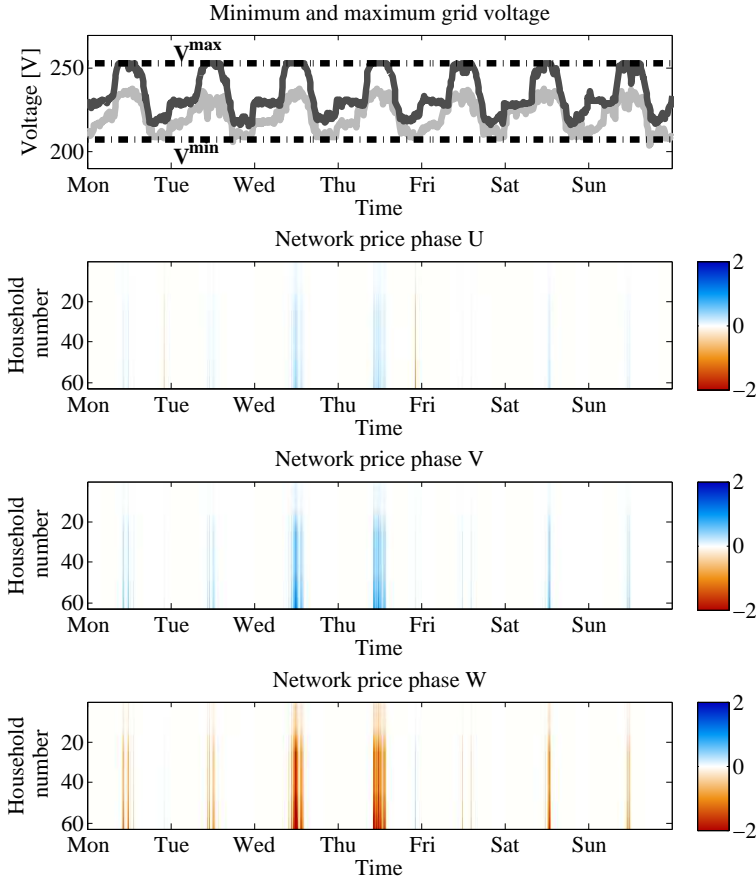 Minimum and maximum grid voltage
Voltage [V]
250
200
Vmax
Vmin
Mon Tue Wed Thu Fri Sat Sun
Time
Network price phase U
Household number
20
40
60
Mon Tue Wed Thu Fri Sat Sun
Time
2
0
−2
Network price phase V
Household number
20
40
60
Mon Tue Wed Thu Fri Sat Sun
Time
2
0
−2
Network price phase W
Household number
20
40
60
Mon Tue Wed Thu Fri Sat Sun
Time
2
0
−2